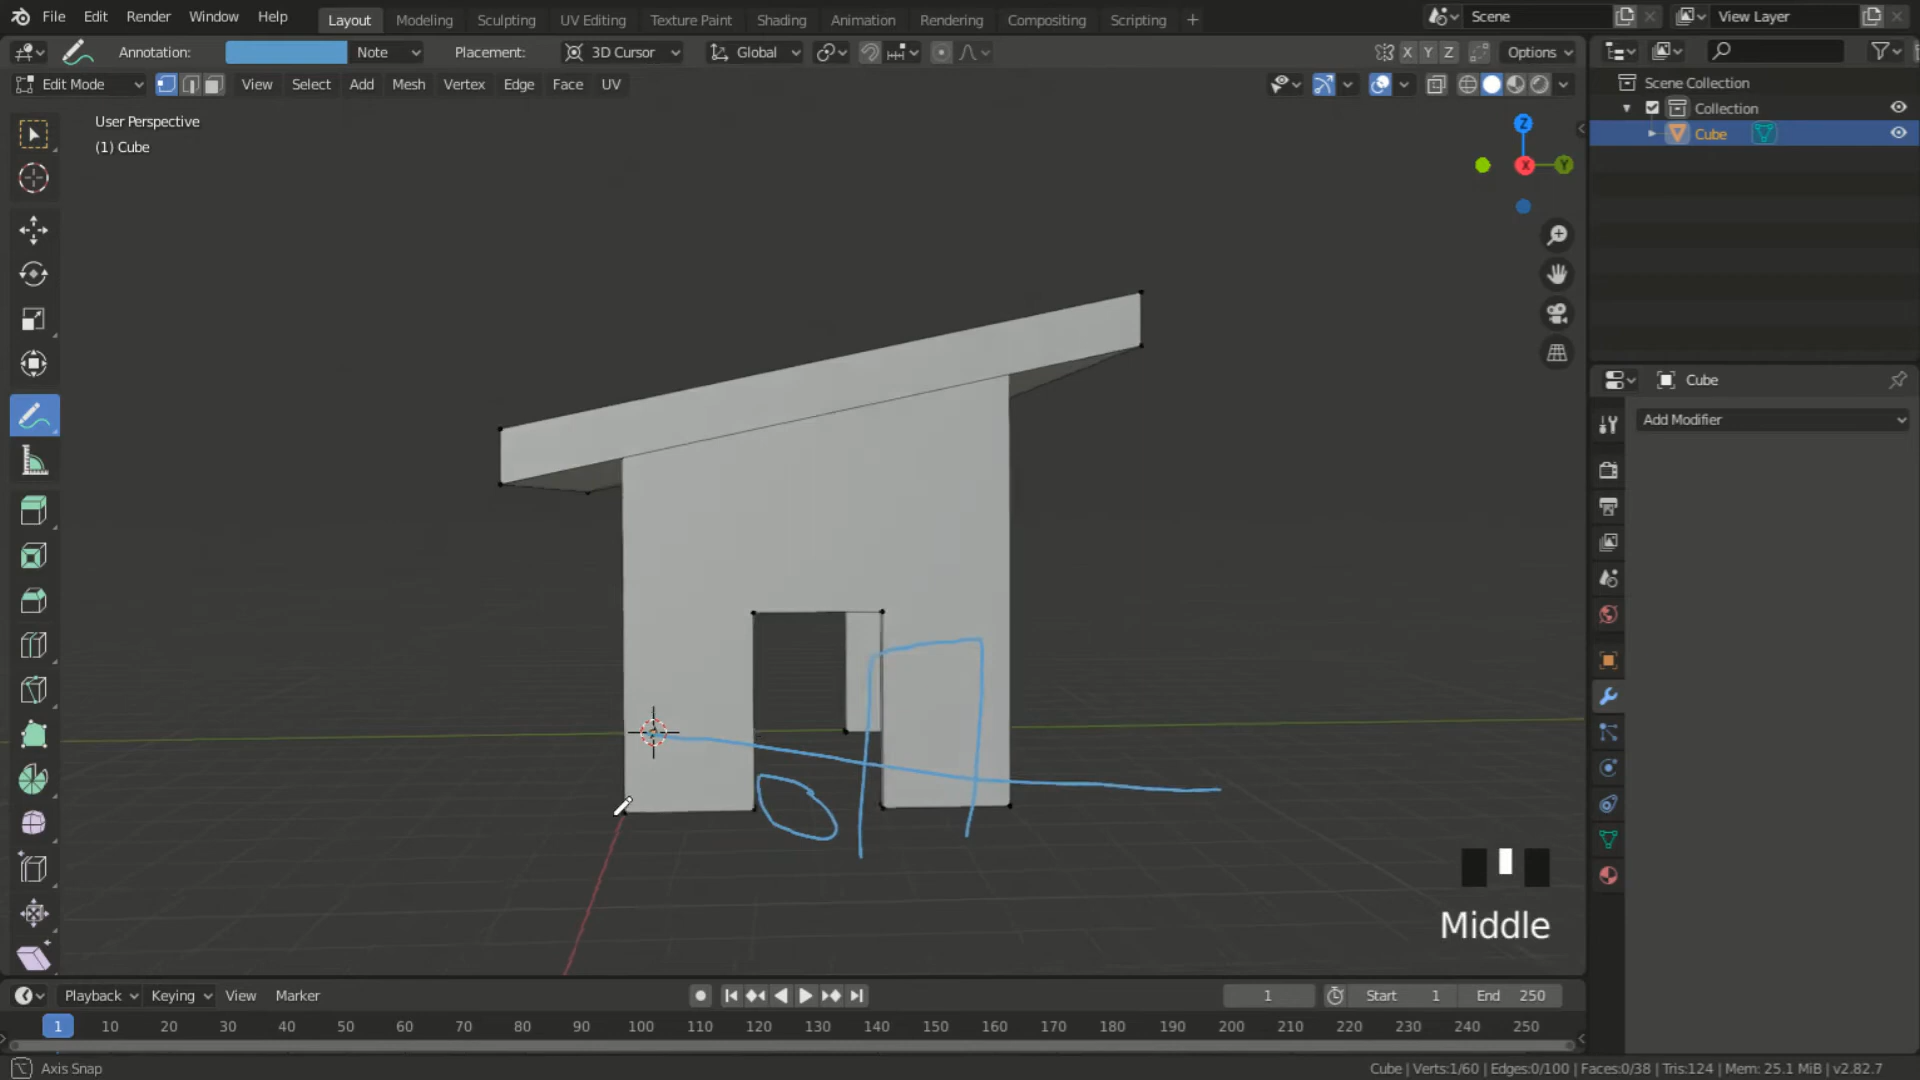 File Edit Render Window Help Layout Modeling Sculpting UV Editing Texture Paint Shading Animation Rendering Compositing Scripting + Scene View Layer
Annotation: Note Placement: 3D Cursor Global X Y Z Options
Edit Mode View Select Add Mesh Vertex Edge Face UV
Scene Collection
Collection
Cube
User Perspective
(1) Cube
Z
X
Y
Cube
Add Modifier
Middle
Playback Keying View Marker 1 Start 1 End 250
1 10 20 30 40 50 60 70 80 90 100 110 120 130 140 150 160 170 180 190 200 210 220 230 240 250
Axis Snap Cube | Verts:1/60 | Edges:0/100 | Faces:0/38 | Tris:124 | Mem: 25.1 MiB | v2.82.7